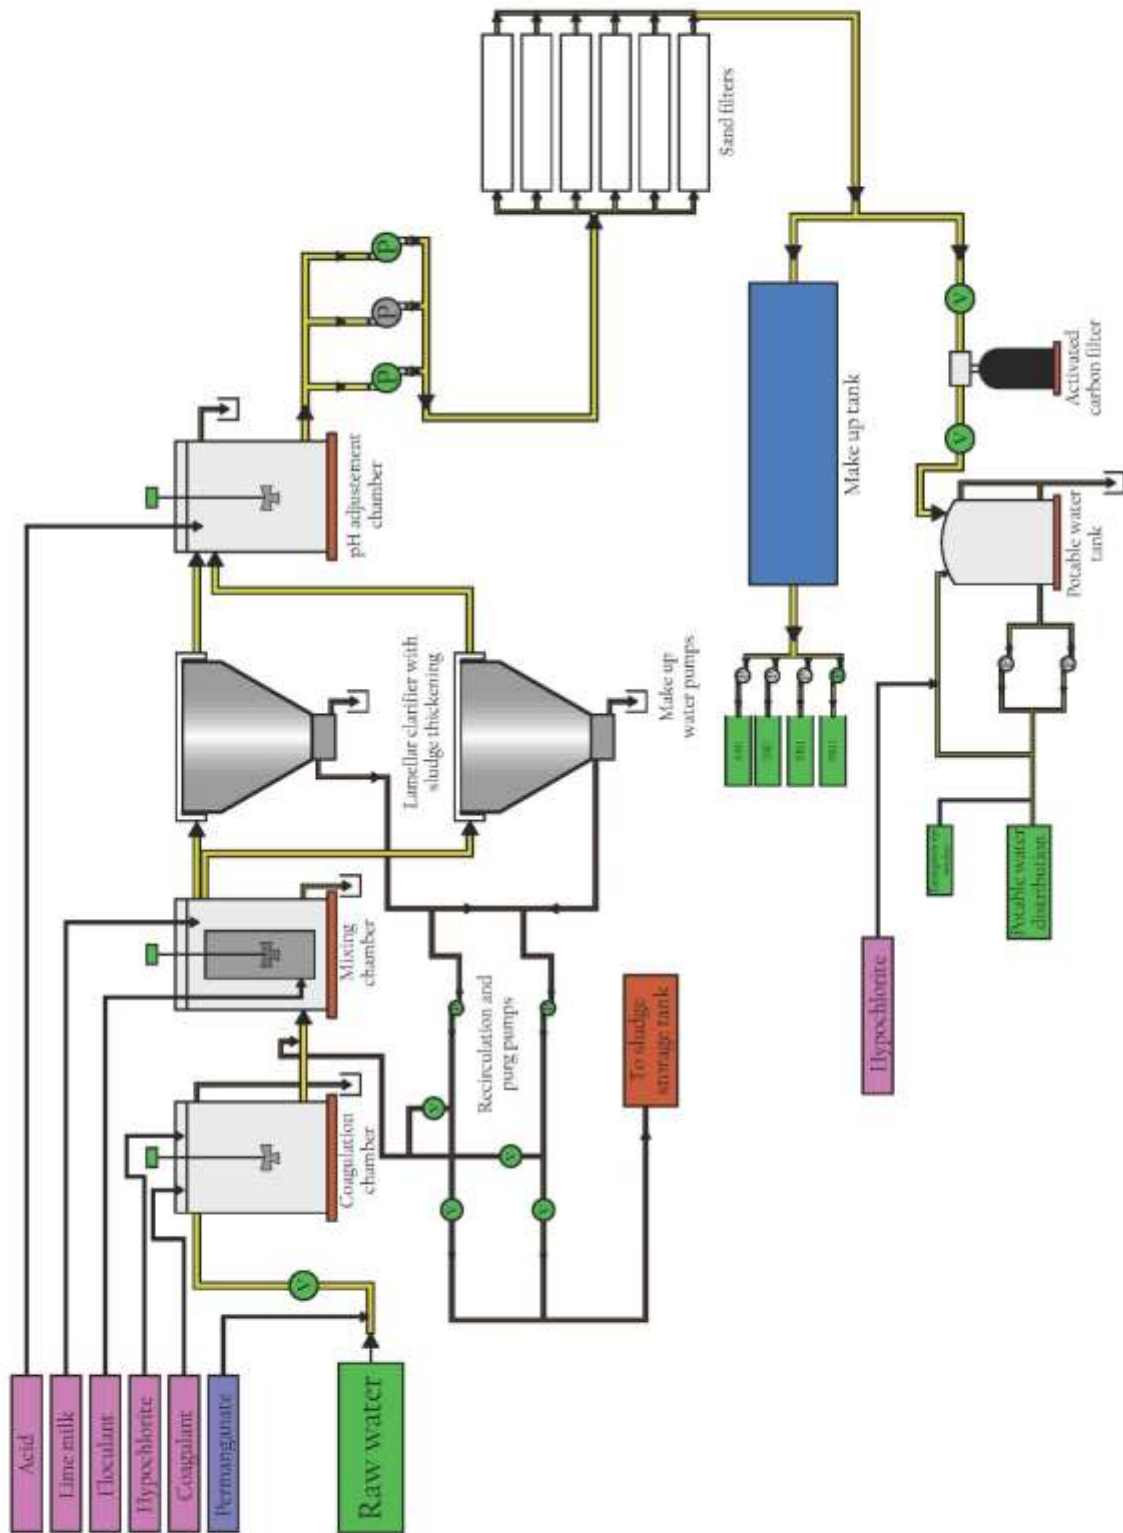 Acid
Lime milk
Floculant
Hypochlorite
Coagulant
Permanganate
Raw water
V
Coagulation
chamber
Mixing
chamber
Lamellar clarifier with
sludge thickening
pH adjustement
chamber
P
P
P
Sand filters
Recirculation and
purg pumps
V
V
V
V
To sludge
storage tank
Make up
water pumps
Make up tank
V
V
Activated
carbon filter
Potable water
tank
Hypochlorite
Potable water
distribution